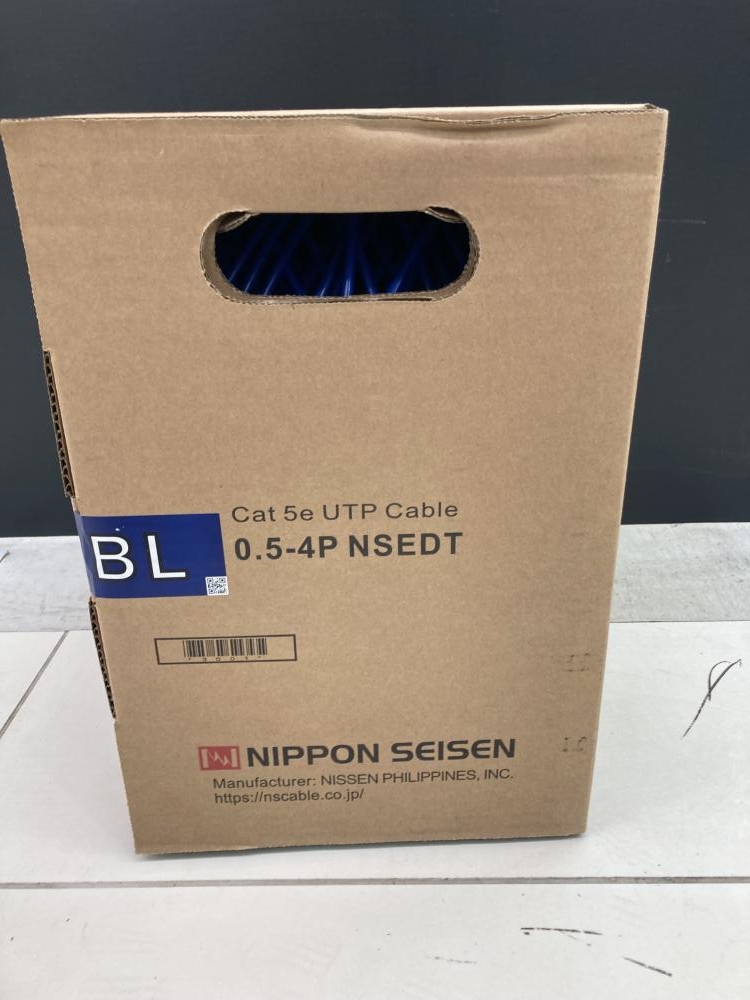 Cat 5e UTP Cable
BL
0.5-4P NSEDT
NIPPON SEISEN
Manufacturer: NISSEN PHILIPPINES, INC.
https://nscable.co.jp/